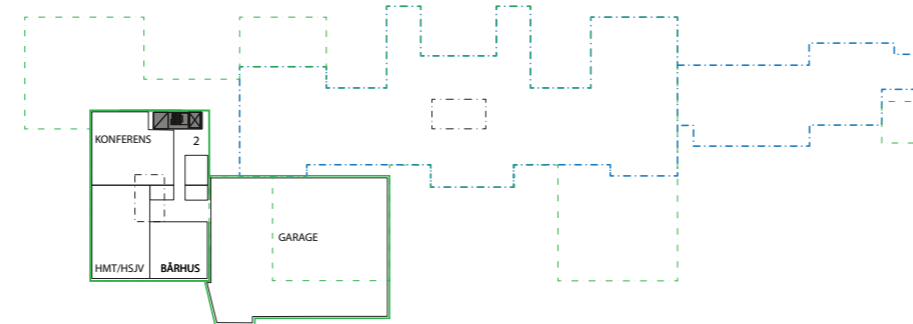 KONFERENS
2
GARAGE
HMT/HSJV
BÅRHUS